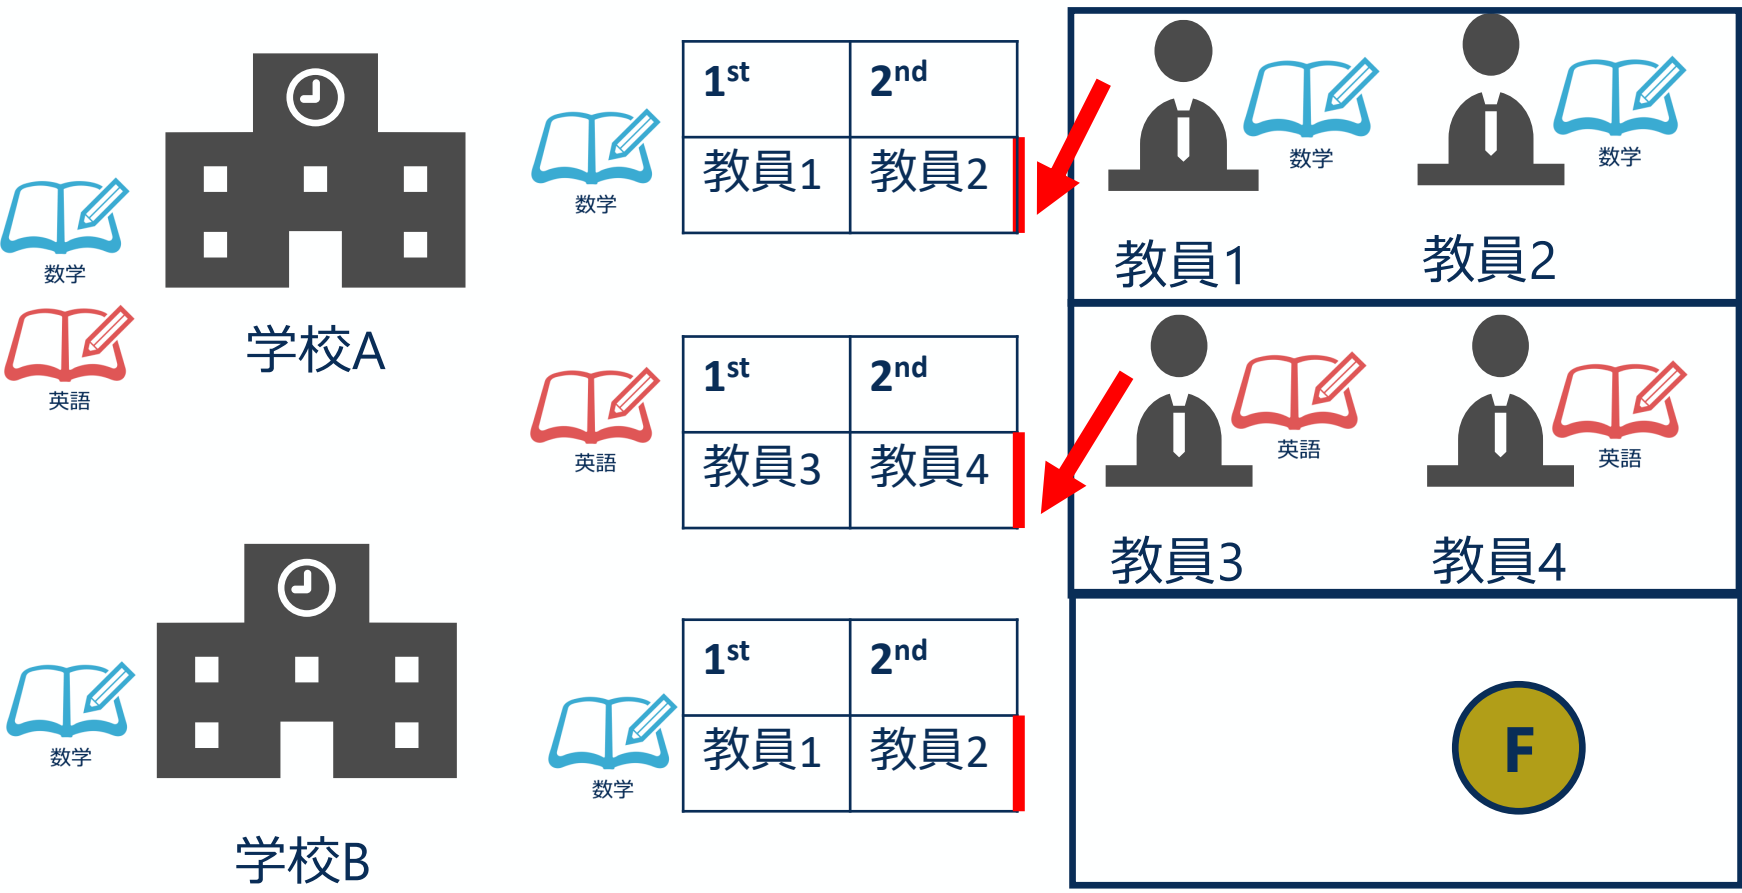 数学
英語
学校A
数学
1st 2nd
教員1 教員2
数学
教員1
数学
教員2
英語
1st 2nd
教員3 教員4
英語
教員3
英語
教員4
数学
学校B
数学
1st 2nd
教員1 教員2
F